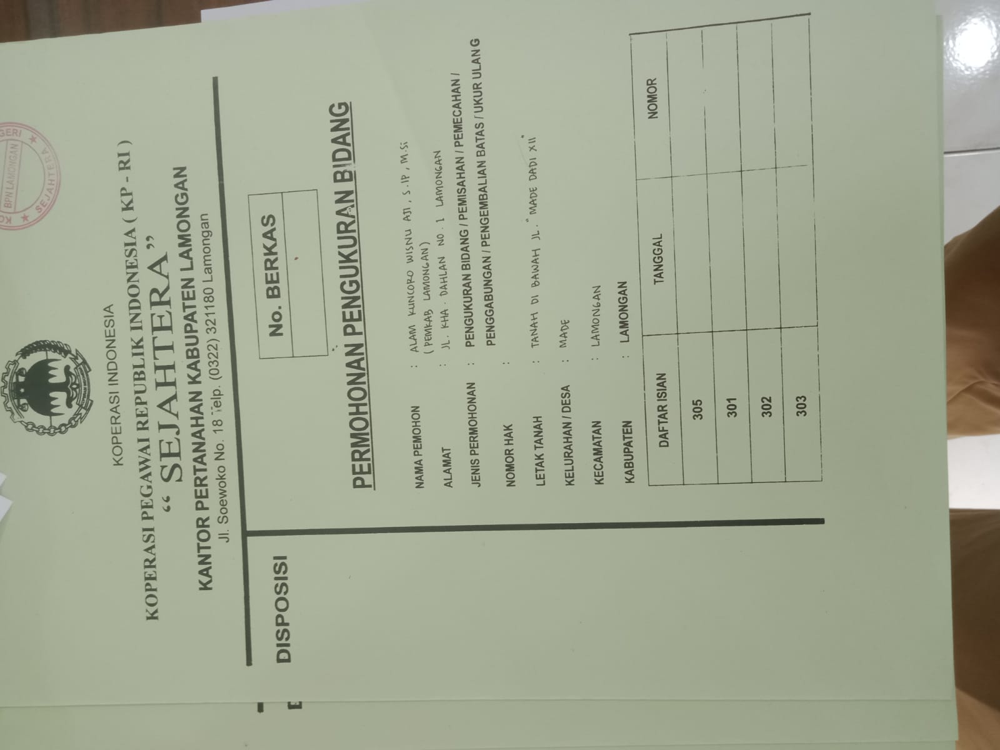 KOPERASI INDONESIA
KOPERASI PEGAWAI REPUBLIK INDONESIA ( KP - RI )
“ SEJAHTERA ”
KANTOR PERTANAHAN KABUPATEN LAMONGAN
Jl. Soewoko No. 18 Telp. (0322) 321180 Lamongan
GERI
BPN LAMONGAN
★ SEJAHTERA ★
DISPOSISI
No. BERKAS
PERMOHONAN PENGUKURAN BIDANG
NAMA PEMOHON : ALAM KUNCORO WISNU AJI, S.IP, M.Si
(PEMKAB LAMONGAN)
ALAMAT : JL. KHA. DAHLAN NO. 1 LAMONGAN
JENIS PERMOHONAN : PENGUKURAN BIDANG / PEMISAHAN / PEMECAHAN /
PENGGABUNGAN / PENGEMBALIAN BATAS / UKUR ULANG
NOMOR HAK :
LETAK TANAH : TANAH DI BAWAH JL. "MADE DADI XII"
KELURAHAN / DESA : MADE
KECAMATAN : LAMONGAN
KABUPATEN : LAMONGAN
DAFTAR ISIAN TANGGAL NOMOR
305
301
302
303